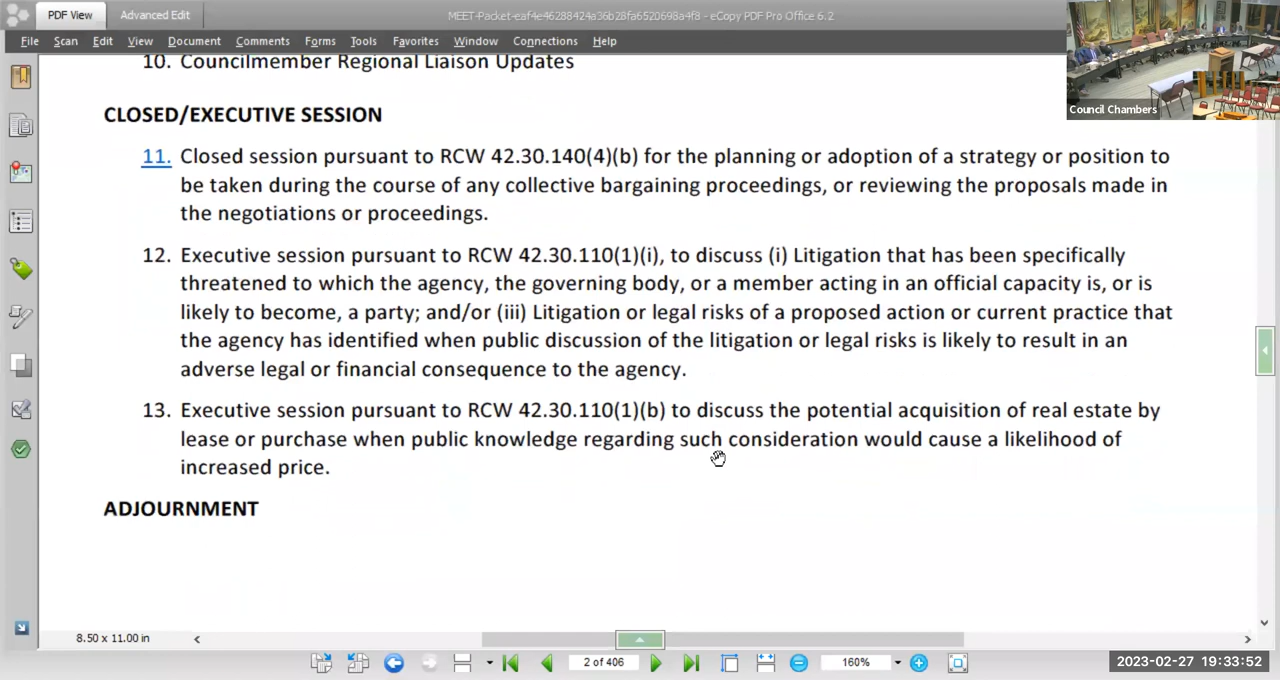 PDF View
Advanced Edit
MEET-Packet-eaf4e46288424a36b28fa6520698a4f8 - eCopy PDF Pro Office 6.2
File Scan Edit View Document Comments Forms Tools Favorites Window Connections Help
Council Chambers
10. Councilmember Regional Liaison Updates
CLOSED/EXECUTIVE SESSION
11. Closed session pursuant to RCW 42.30.140(4)(b) for the planning or adoption of a strategy or position to
be taken during the course of any collective bargaining proceedings, or reviewing the proposals made in
the negotiations or proceedings.
12. Executive session pursuant to RCW 42.30.110(1)(i), to discuss (i) Litigation that has been specifically
threatened to which the agency, the governing body, or a member acting in an official capacity is, or is
likely to become, a party; and/or (iii) Litigation or legal risks of a proposed action or current practice that
the agency has identified when public discussion of the litigation or legal risks is likely to result in an
adverse legal or financial consequence to the agency.
13. Executive session pursuant to RCW 42.30.110(1)(b) to discuss the potential acquisition of real estate by
lease or purchase when public knowledge regarding such consideration would cause a likelihood of
increased price.
ADJOURNMENT
8.50 x 11.00 in
2 of 406
160%
2023-02-27 19:33:52